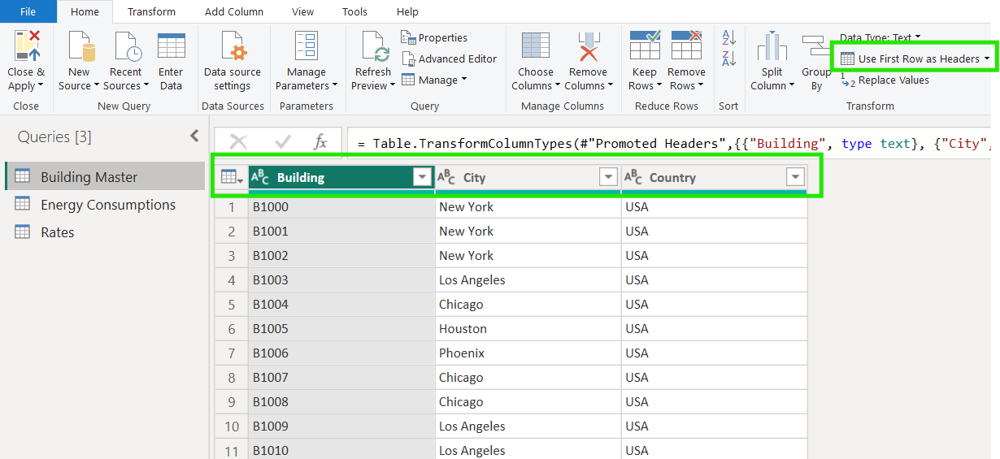 File Home Transform Add Column View Tools Help
Close & Apply
New Source
Recent Sources
Enter Data
Data source settings
Manage Parameters
Refresh Preview
Properties
Advanced Editor
Manage
Choose Columns
Remove Columns
Keep Rows
Remove Rows
A Z
Z A
Split Column
Group By
Data Type: Text
Use First Row as Headers
1 2 Replace Values
Close New Query Data Sources Parameters Query Manage Columns Reduce Rows Sort Transform
Queries [3]
Building Master
Energy Consumptions
Rates
fx = Table.TransformColumnTypes(#"Promoted Headers",{{"Building", type text}, {"City",
ABC Building ABC City ABC Country
1 B1000 New York USA
2 B1001 New York USA
3 B1002 New York USA
4 B1003 Los Angeles USA
5 B1004 Chicago USA
6 B1005 Houston USA
7 B1006 Phoenix USA
8 B1007 Chicago USA
9 B1008 Chicago USA
10 B1009 Los Angeles USA
11 B1010 Los Angeles USA